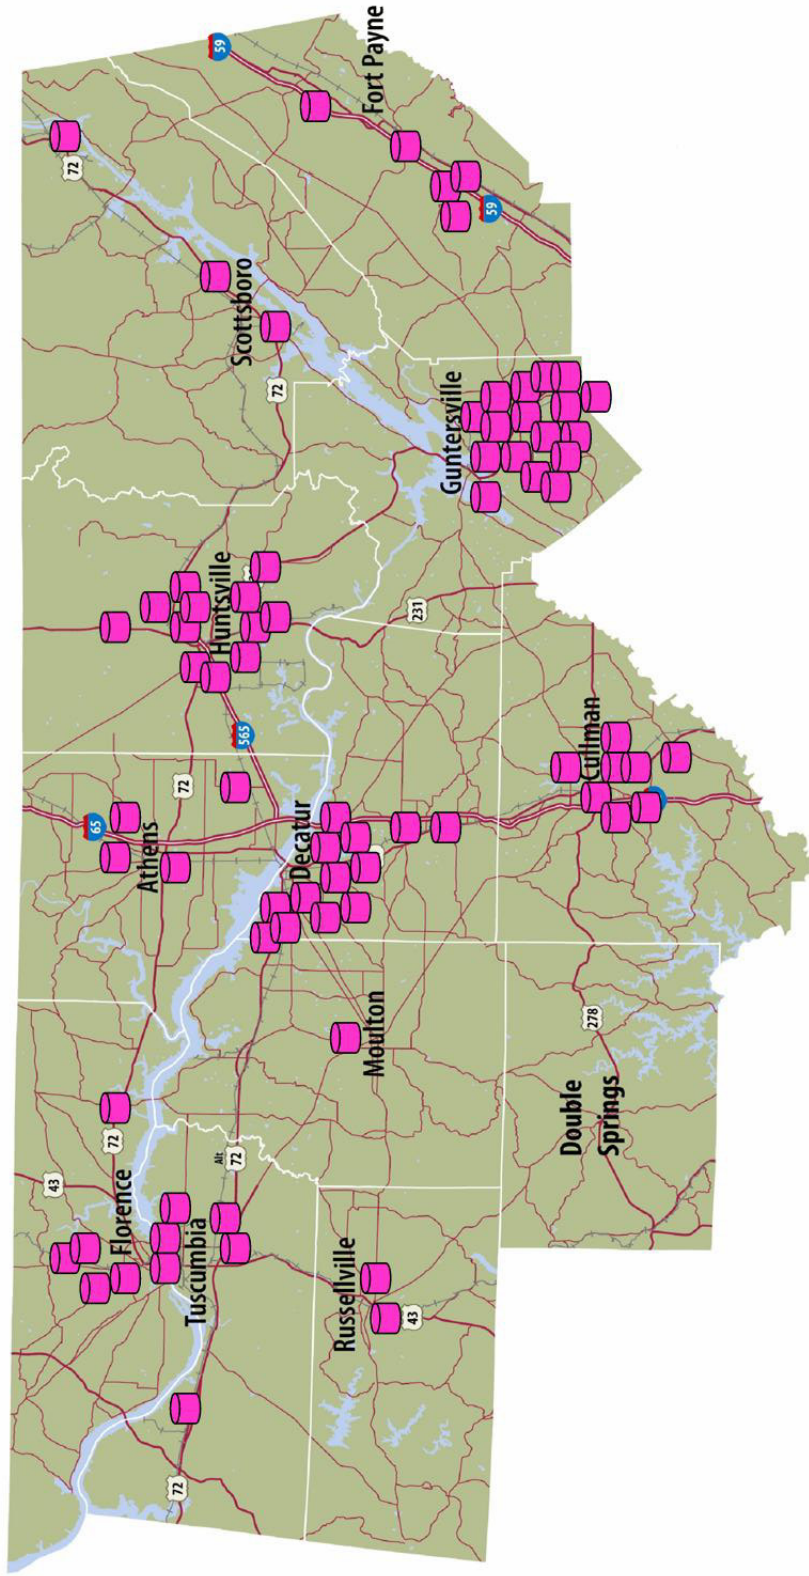 43
72
65
72
Florence
Athens
72
72
Tuscumbia
Alt
72
Huntsville
59
Scottsboro
565
72
Decatur
Russellville
Moulton
Fort Payne
43
231
Guntersville
59
Double
Springs
278
Cullman